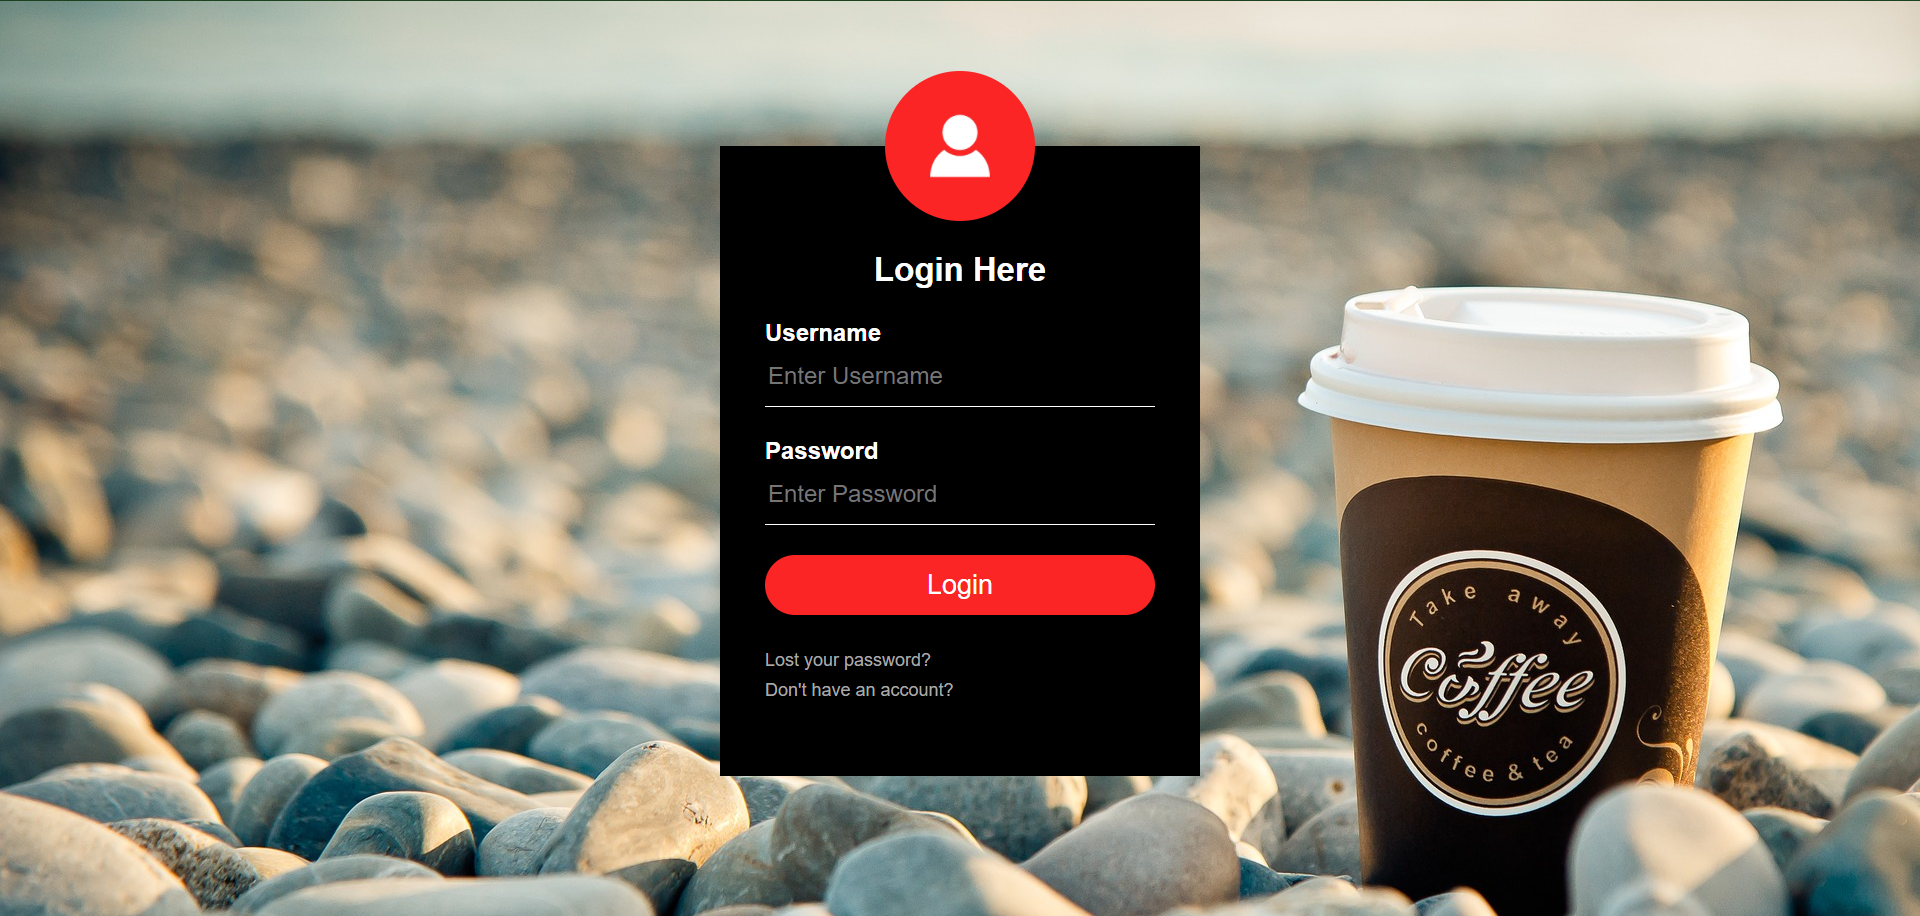 Login Here
Username
Enter Username
Password
Enter Password
Login
Lost your password?
Don't have an account?
Take away
Coffee
coffee & tea